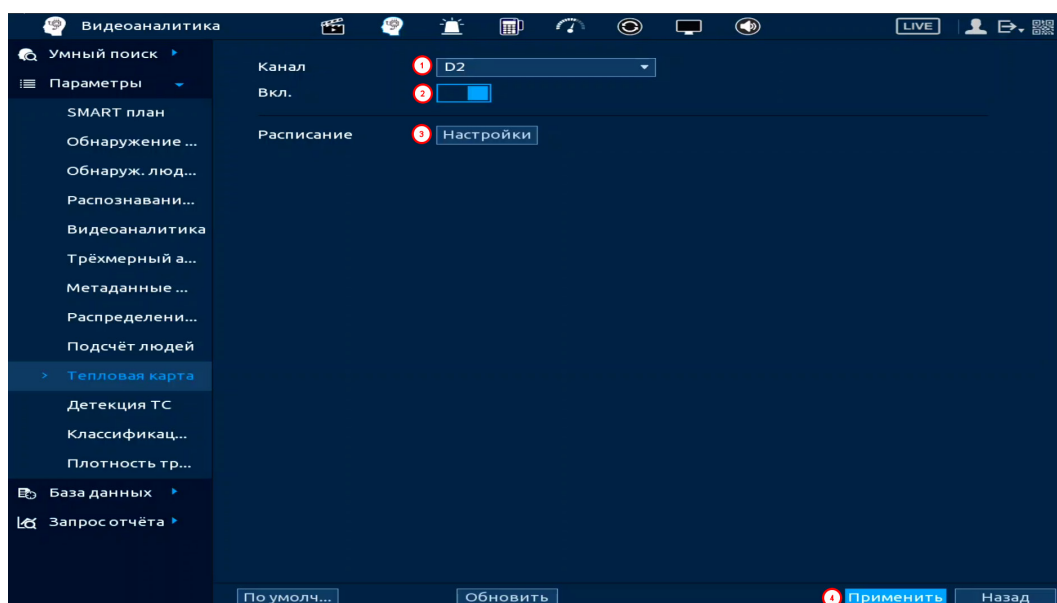 Видеоаналитика LIVE
Умный поиск
Параметры
SMART план
Обнаружение ...
Обнаруж. люд...
Распознавани...
Видеоаналитика
Трёхмерный а...
Метаданные ...
Распределени...
Подсчёт людей
> Тепловая карта
Детекция ТС
Классификац...
Плотность тр...
База данных
Запрос отчёта
Канал 1 D2
Вкл. 2
Расписание 3 Настройки
По умолч... Обновить 4 Применить Назад